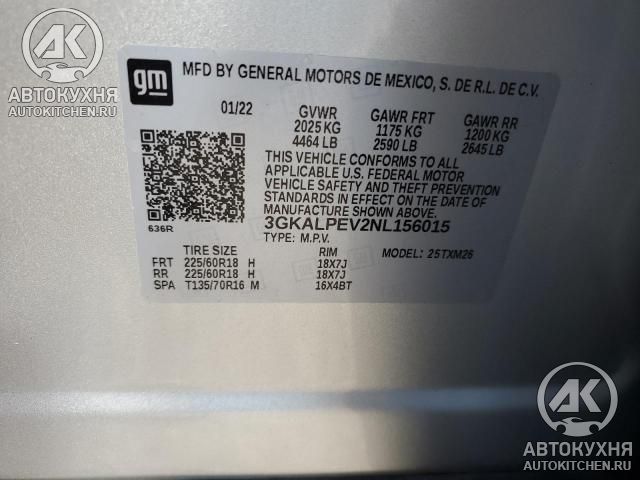 AK
АВТОКУХНЯ
AUTOKITCHEN.RU
gm
MFD BY GENERAL MOTORS DE MEXICO, S. DE R.L. DE C.V.
01/22 GVWR GAWR FRT GAWR RR
2025 KG 1175 KG 1200 KG
4464 LB 2590 LB 2645 LB
THIS VEHICLE CONFORMS TO ALL
APPLICABLE U.S. FEDERAL MOTOR
VEHICLE SAFETY AND THEFT PREVENTION
STANDARDS IN EFFECT ON THE DATE OF
MANUFACTURE SHOWN ABOVE.
636R
3GKALPEV2NL156015
TYPE: M.P.V. MODEL: 25TXM26
TIRE SIZE RIM
FRT 225/60R18 H 18X7J
RR 225/60R18 H 18X7J
SPA T135/70R16 M 16X4BT
AK
АВТОКУХНЯ
AUTOKITCHEN.RU